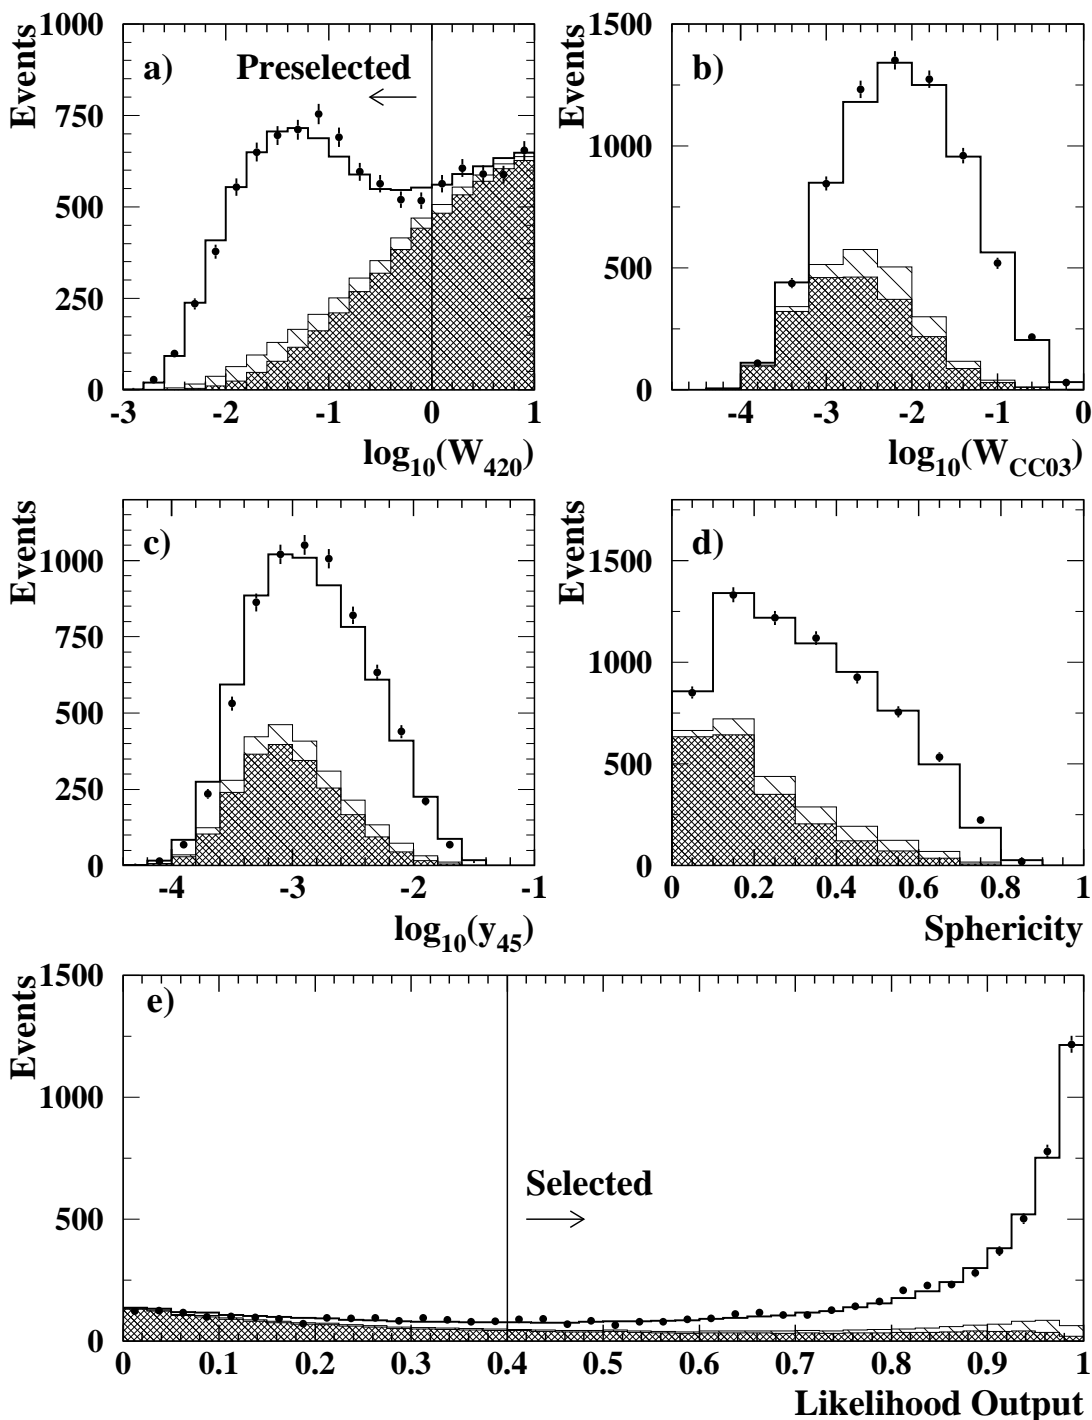 Events
1000
750
500
250
0
a)
Preselected
-3 -2 -1 0 1
log10(W420)
Events
1500
1000
500
0
b)
-4 -3 -2 -1 0
log10(WCC03)
Events
1000
750
500
250
0
c)
-4 -3 -2 -1
log10(y45)
Events
1500
1000
500
0
d)
0 0.2 0.4 0.6 0.8 1
Sphericity
Events
1500
1000
500
0
e)
Selected
0 0.1 0.2 0.3 0.4 0.5 0.6 0.7 0.8 0.9 1
Likelihood Output